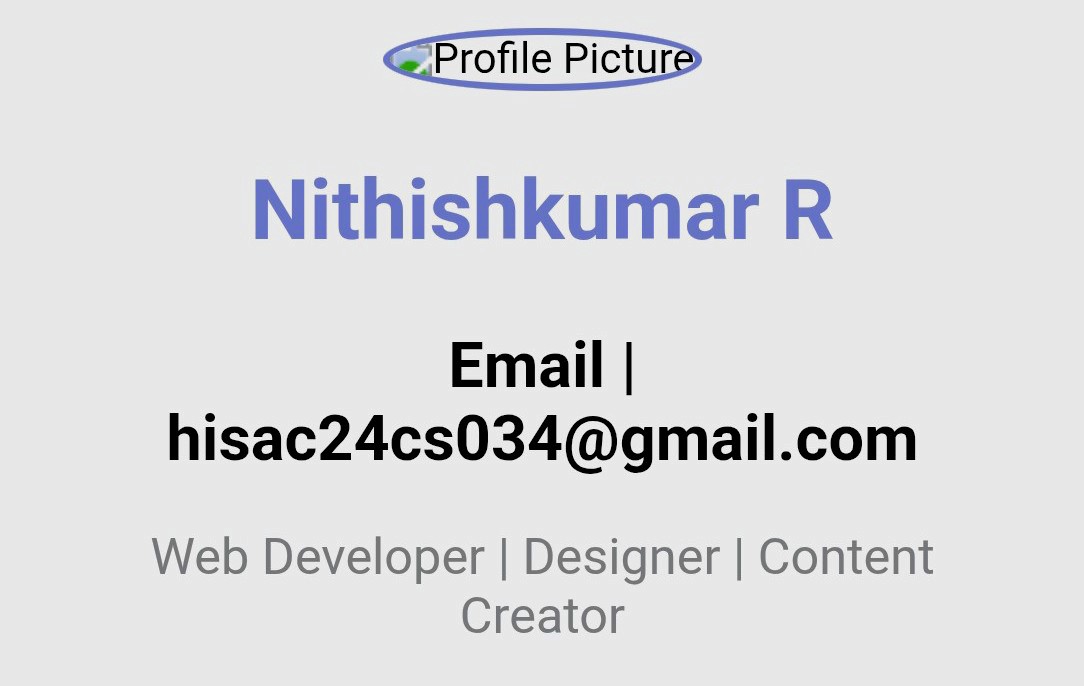 Profile Picture
Nithishkumar R
Email |
hisac24cs034@gmail.com
Web Developer | Designer | Content
Creator